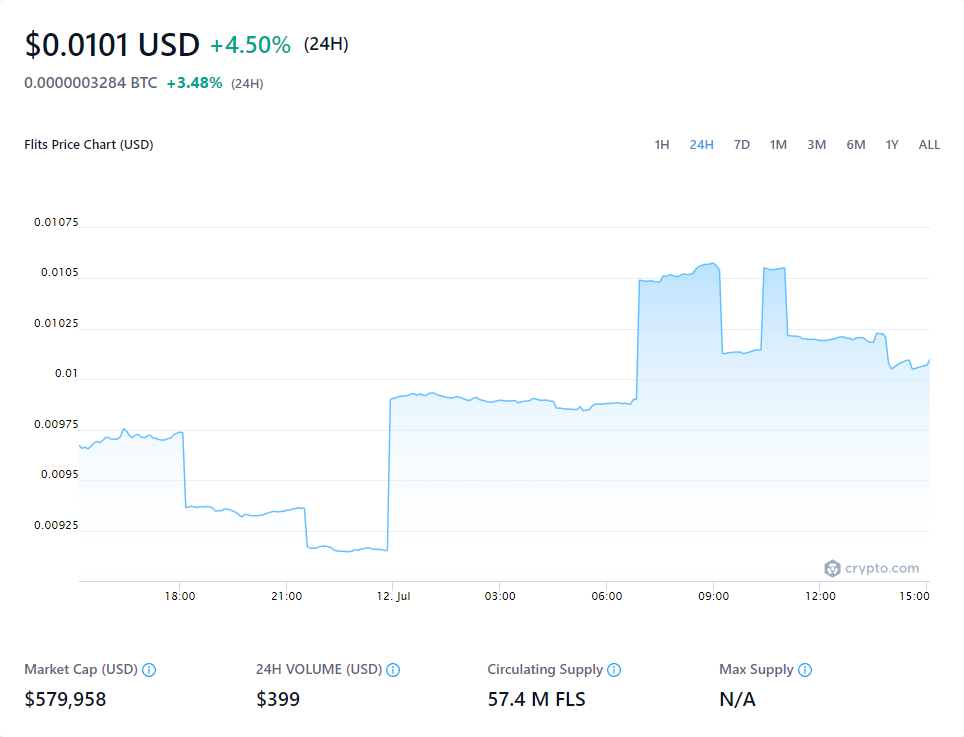 $0.0101 USD +4.50% (24H)
0.0000003284 BTC +3.48% (24H)
Flits Price Chart (USD) 1H 24H 7D 1M 3M 6M 1Y ALL
0.01075
0.0105
0.01025
0.01
0.00975
0.0095
0.00925
crypto.com
18:00 21:00 12. Jul 03:00 06:00 09:00 12:00 15:00
Market Cap (USD) 24H VOLUME (USD) Circulating Supply Max Supply
$579,958 $399 57.4 M FLS N/A